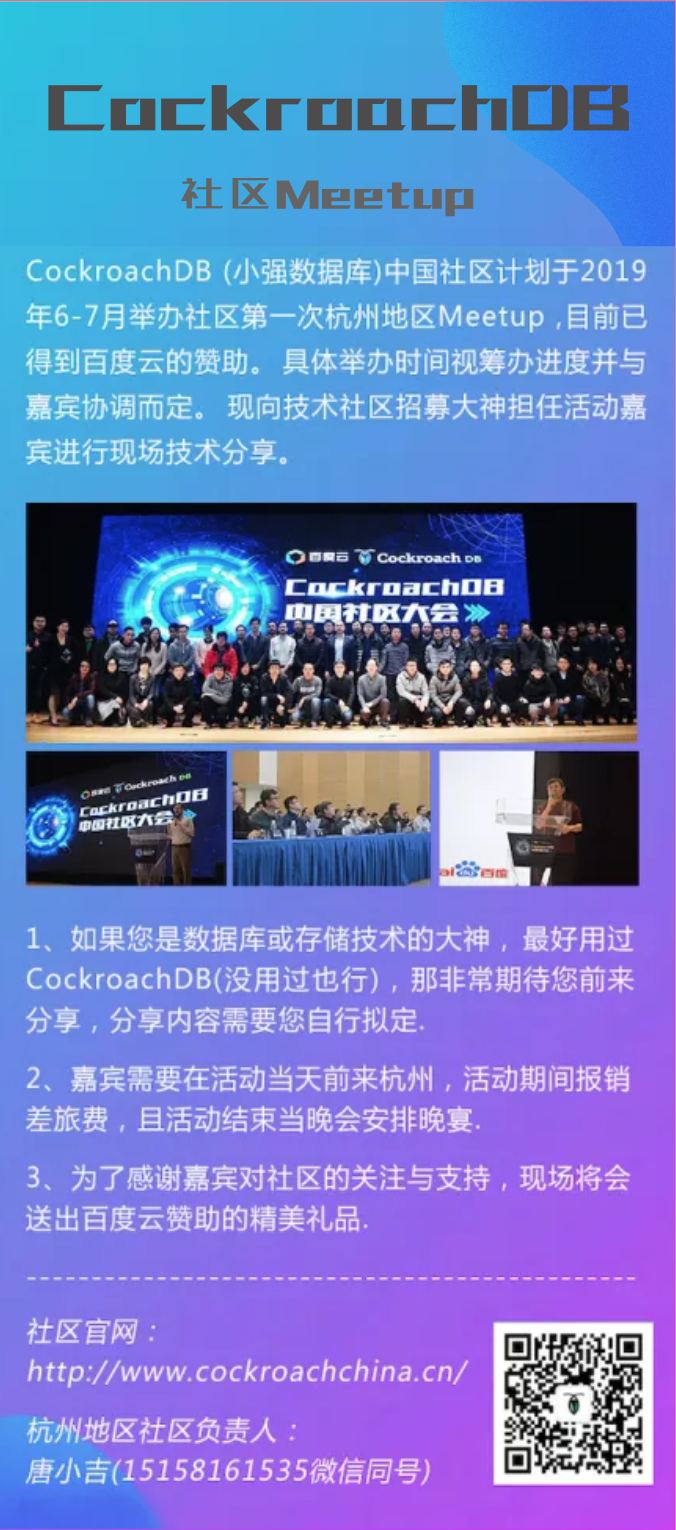 CockroachDB
社区Meetup
CockroachDB (小强数据库)中国社区计划于2019
年6-7月举办社区第一次杭州地区Meetup ,目前已
得到百度云的赞助。 具体举办时间视筹办进度并与
嘉宾协调而定。 现向技术社区招募大神担任活动嘉
宾进行现场技术分享。
百度云 Cockroach DB
CockroachDB
中国社区大会
百度云 Cockroach DB
CockroachDB
中国社区大会
Bai du 百度
1、如果您是数据库或存储技术的大神，最好用过
CockroachDB(没用过也行)，那非常期待您前来
分享，分享内容需要您自行拟定.
2、嘉宾需要在活动当天前来杭州，活动期间报销
差旅费，且活动结束当晚会安排晚宴.
3、为了感谢嘉宾对社区的关注与支持，现场将会
送出百度云赞助的精美礼品.
社区官网：
http://www.cockroachchina.cn/
杭州地区社区负责人：
唐小吉(15158161535微信同号)